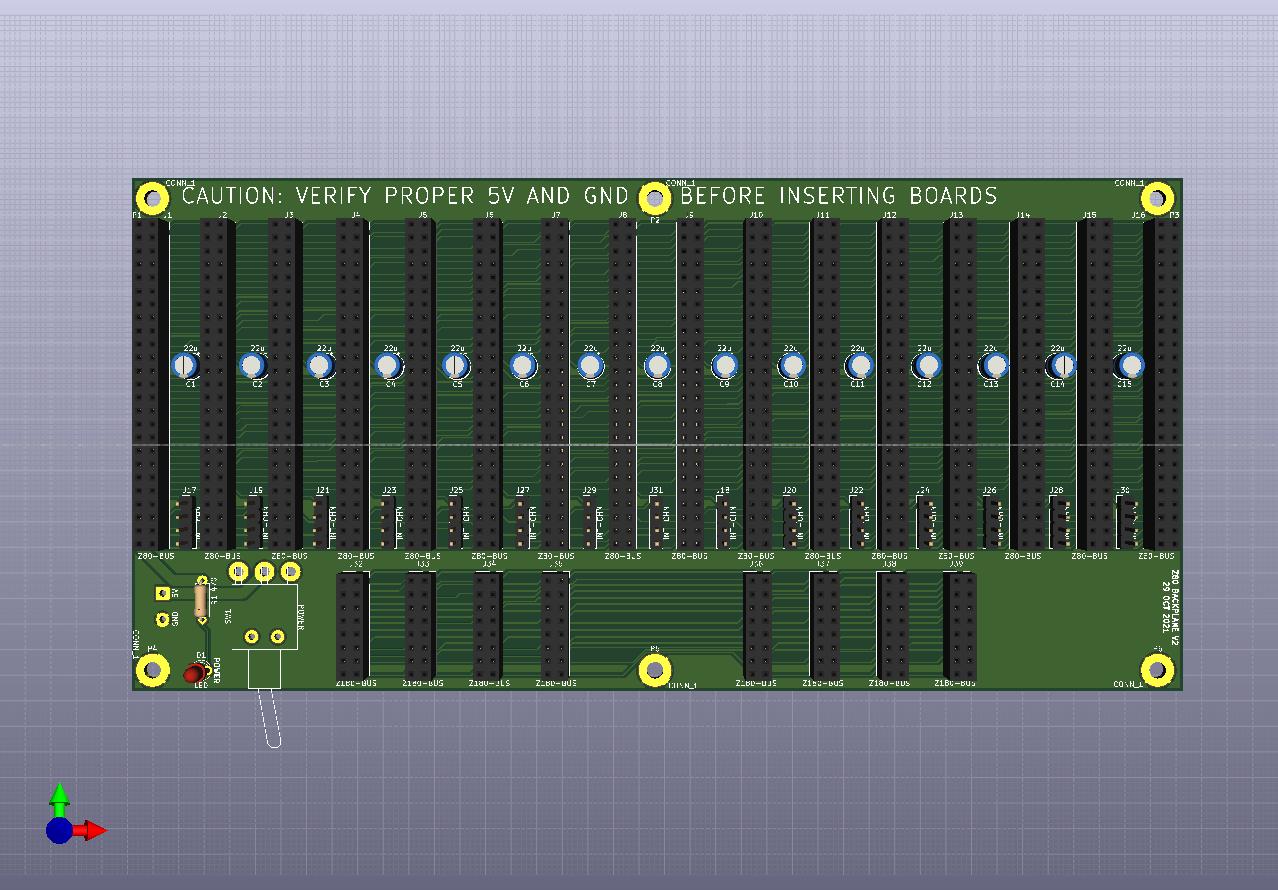 CONN_1 CONN_1 CONN_1
CAUTION: VERIFY PROPER 5V AND GND BEFORE INSERTING BOARDS
P1 J2 J3 J4 J5 J6 J7 J8 J9 J10 J11 J12 J13 J14 J15 J16 P3
P2
22u 22u 22u 22u 22u 22u 22u 22u 22u 22u 22u 22u 22u 22u 22u
C1 C2 C3 C4 C5 C6 C7 C8 C9 C10 C11 C12 C13 C14 C15
J17 J19 J21 J23 J25 J27 J29 J31 J18 J20 J22 J24 J26 J28 J30
Z80-BUS Z80-BUS Z80-BUS Z80-BUS Z80-BUS Z80-BUS Z80-BUS Z80-BUS Z80-BUS Z80-BUS Z80-BUS Z80-BUS Z80-BUS Z80-BUS Z80-BUS Z80-BUS
J33 J34 J36 J37 J38 J39
5V
GND
R1 470
SW1
POWER
Z80 BACKPLANE V2
29 OCT 2021
CONN_1
P4
D1
POWER
LED
P5
P6
Z180-BUS Z180-BUS Z180-BUS Z180-BUS CONN_1 Z180-BUS Z180-BUS Z180-BUS Z180-BUS CONN_1